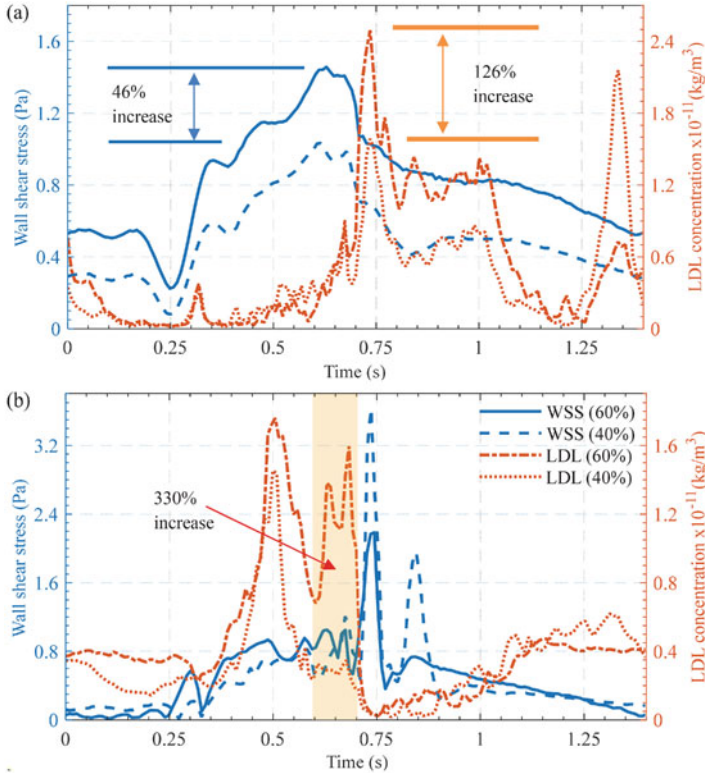 (a)
1.6
1.2
0.8
0.4
0
Wall shear stress (Pa)
46%
increase
126%
increase
2.4
1.8
1.2
0.6
0
LDL concentration x10⁻¹¹(kg/m³)
0 0.25 0.5 0.75 1 1.25
Time (s)
(b)
3.2
2.4
1.6
0.8
0
Wall shear stress (Pa)
330%
increase
WSS (60%)
WSS (40%)
LDL (60%)
LDL (40%)
1.6
1.2
0.8
0.4
0
LDL concentration x10⁻¹¹(kg/m³)
0 0.25 0.5 0.75 1 1.25
Time (s)